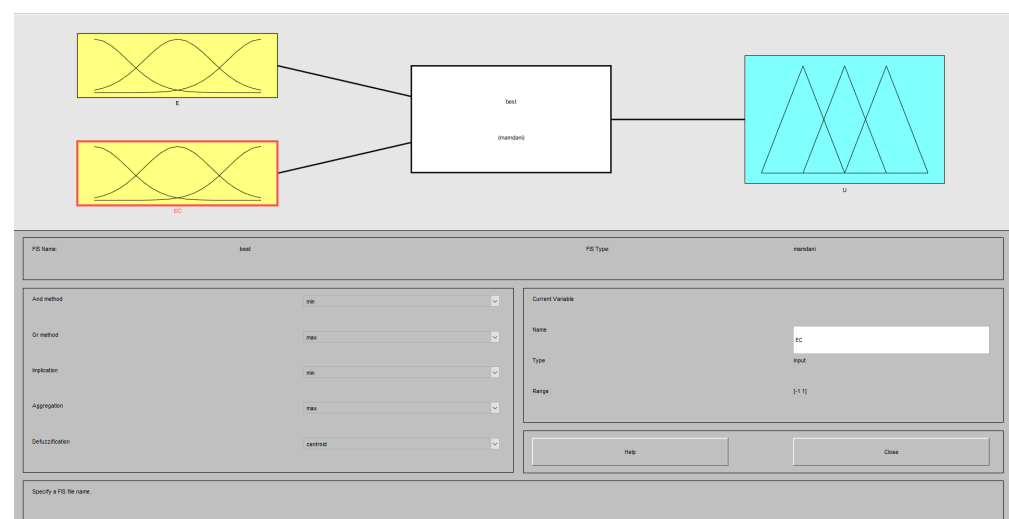 E
best
(mamdani)
U
EC
FIS Name:
best
FIS Type:
mamdani
And method
min
Or method
max
Implication
min
Aggregation
max
Defuzzification
centroid
Current Variable
Name
EC
Type
input
Range
[-1 1]
Help
Close
Specify a FIS file name.